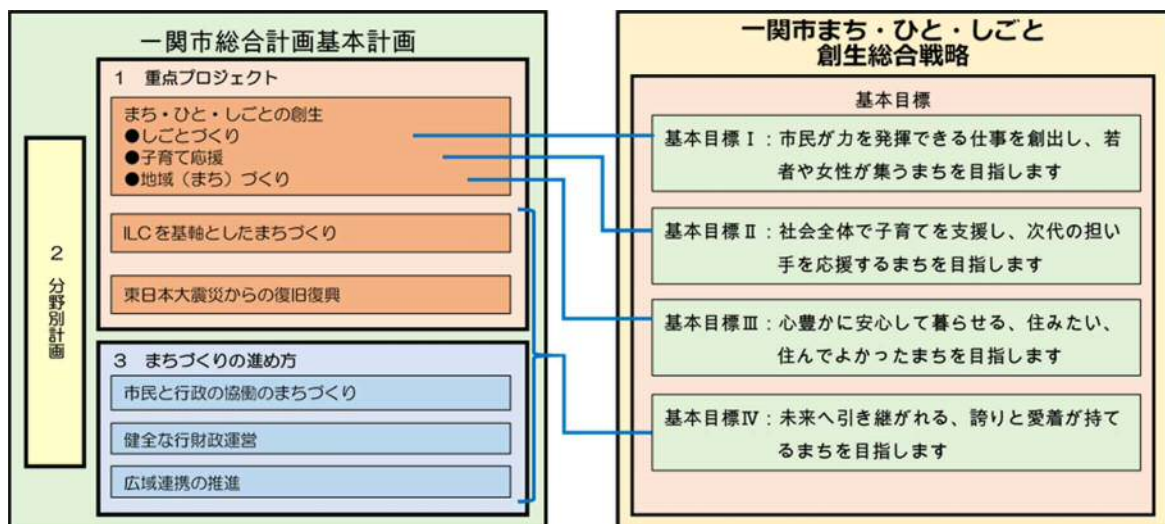 一関市総合計画基本計画
1 重点プロジェクト
まち・ひと・しごとの創生
●しごとづくり
●子育て応援
●地域(まち)づくり
ILCを基軸としたまちづくり
東日本大震災からの復旧復興
2 分野別計画
3 まちづくりの進め方
市民と行政の協働のまちづくり
健全な行財政運営
広域連携の推進
一関市まち・ひと・しごと
創生総合戦略
基本目標
基本目標Ⅰ:市民が力を発揮できる仕事を創出し、若
者や女性が集うまちを目指します
基本目標Ⅱ:社会全体で子育てを支援し、次代の担い
手を応援するまちを目指します
基本目標Ⅲ:心豊かに安心して暮らせる、住みたい、
住んでよかったまちを目指します
基本目標Ⅳ:未来へ引き継がれる、誇りと愛着が持て
るまちを目指します